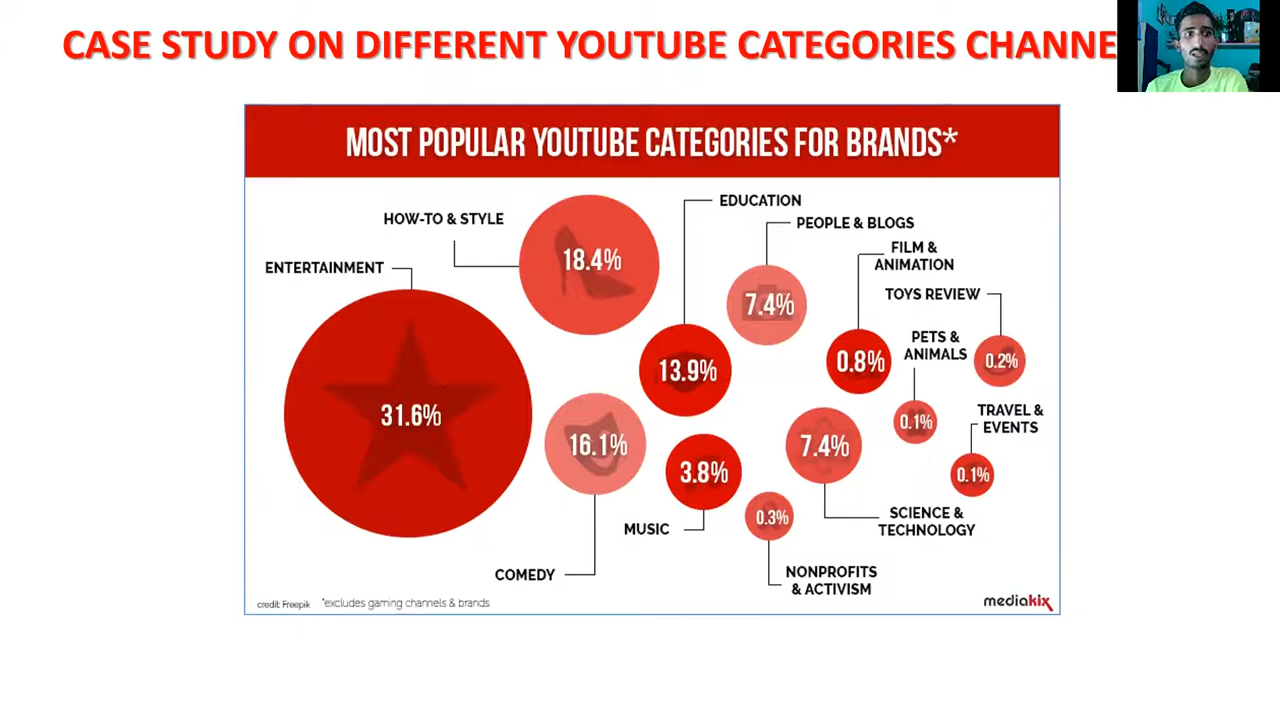 CASE STUDY ON DIFFERENT YOUTUBE CATEGORIES CHANNE
MOST POPULAR YOUTUBE CATEGORIES FOR BRANDS*
EDUCATION
HOW-TO & STYLE
PEOPLE & BLOGS
FILM &
ANIMATION
ENTERTAINMENT
18.4%
TOYS REVIEW
7.4%
PETS &
ANIMALS
13.9%
0.8%
0.2%
31.6%
TRAVEL &
EVENTS
0.1%
16.1%
7.4%
3.8%
0.1%
0.3%
SCIENCE &
TECHNOLOGY
MUSIC
COMEDY
NONPROFITS
& ACTIVISM
credit: Freepik
*excludes gaming channels & brands
mediakix